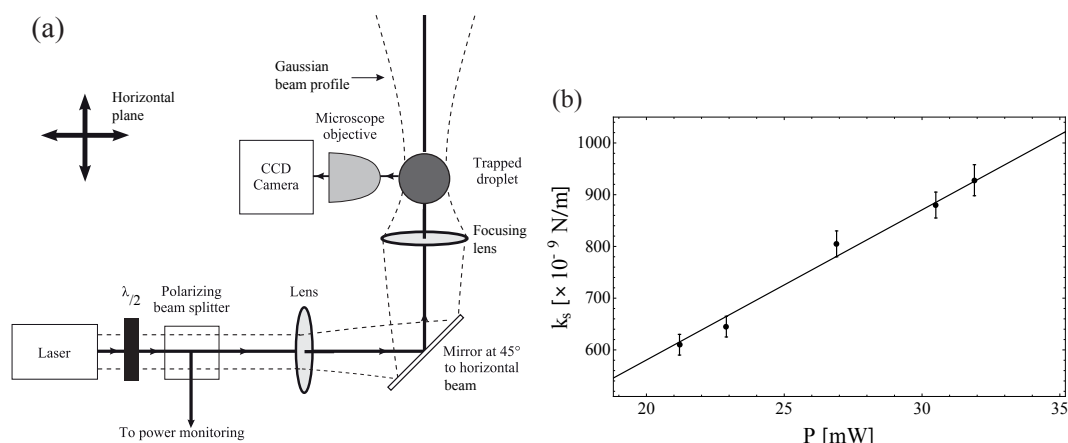 (a)
Gaussian
beam profile
Horizontal
plane
Microscope
objective
CCD
Camera
Trapped
droplet
Focusing
lens
λ/2
Polarizing
beam splitter
Lens
Laser
Mirror at 45°
to horizontal
beam
To power monitoring
(b)
1000
900
800
700
600
kₛ [×10⁻⁹ N/m]
20
25
30
35
P [mW]